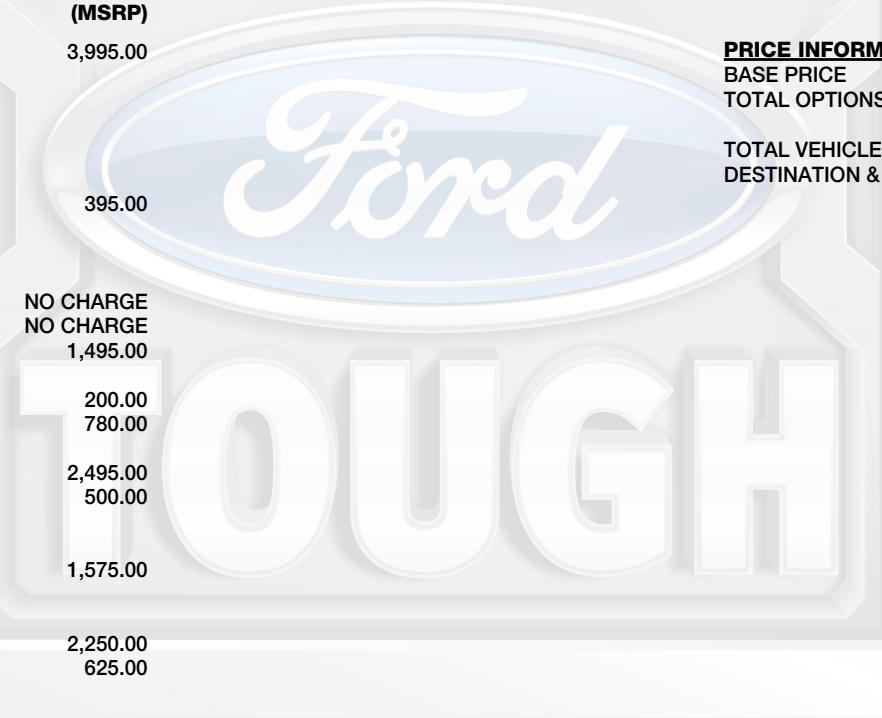 (MSRP)
3,995.00
395.00
NO CHARGE
NO CHARGE
1,495.00
200.00
780.00
2,495.00
500.00
1,575.00
2,250.00
625.00
PRICE INFORM
BASE PRICE
TOTAL OPTIONS
TOTAL VEHICLE
DESTINATION &
Ford
TOUGH